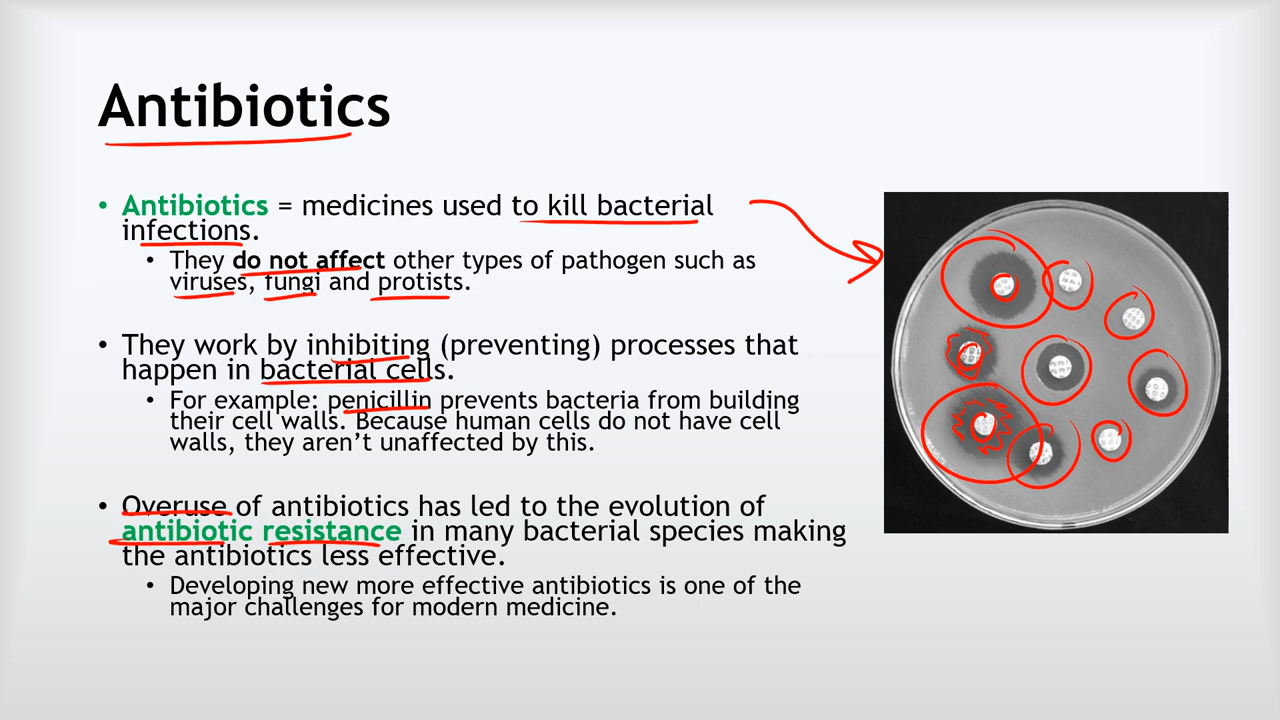 Antibiotics
• Antibiotics = medicines used to kill bacterial
infections.
• They do not affect other types of pathogen such as
viruses, fungi and protists.
• They work by inhibiting (preventing) processes that
happen in bacterial cells.
• For example: penicillin prevents bacteria from building
their cell walls. Because human cells do not have cell
walls, they aren’t unaffected by this.
• Overuse of antibiotics has led to the evolution of
antibiotic resistance in many bacterial species making
the antibiotics less effective.
• Developing new more effective antibiotics is one of the
major challenges for modern medicine.